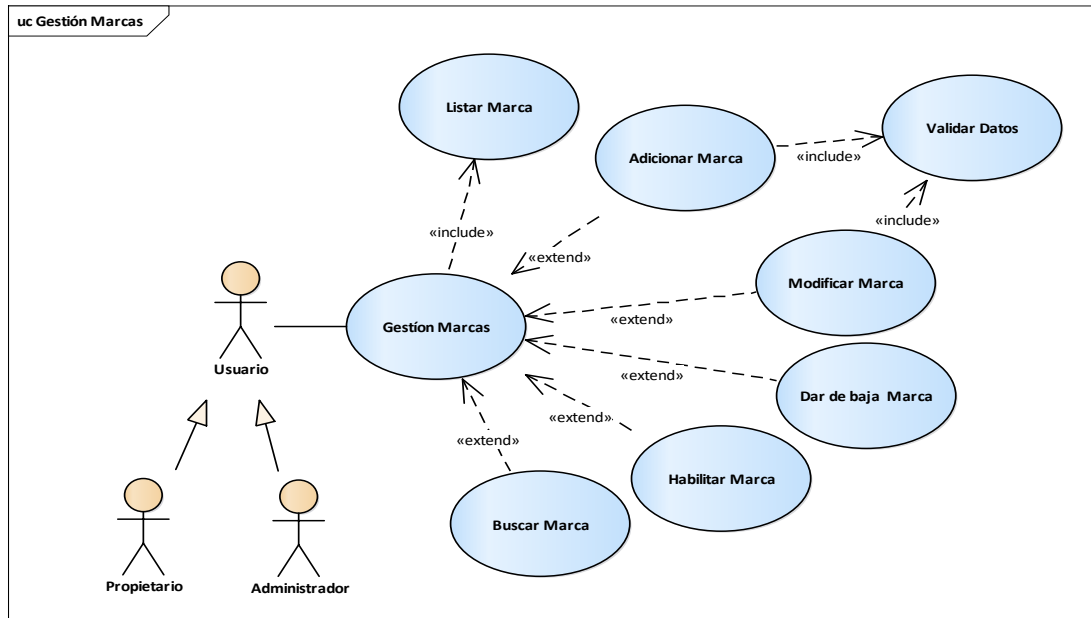 uc Gestión Marcas
Listar Marca
Adicionar Marca
Validar Datos
«include»
«include»
«include»
«extend»
Modificar Marca
Gestíon Marcas
«extend»
Usuario
«extend»
Dar de baja Marca
«extend»
«extend»
Habilitar Marca
Buscar Marca
Propietario
Administrador